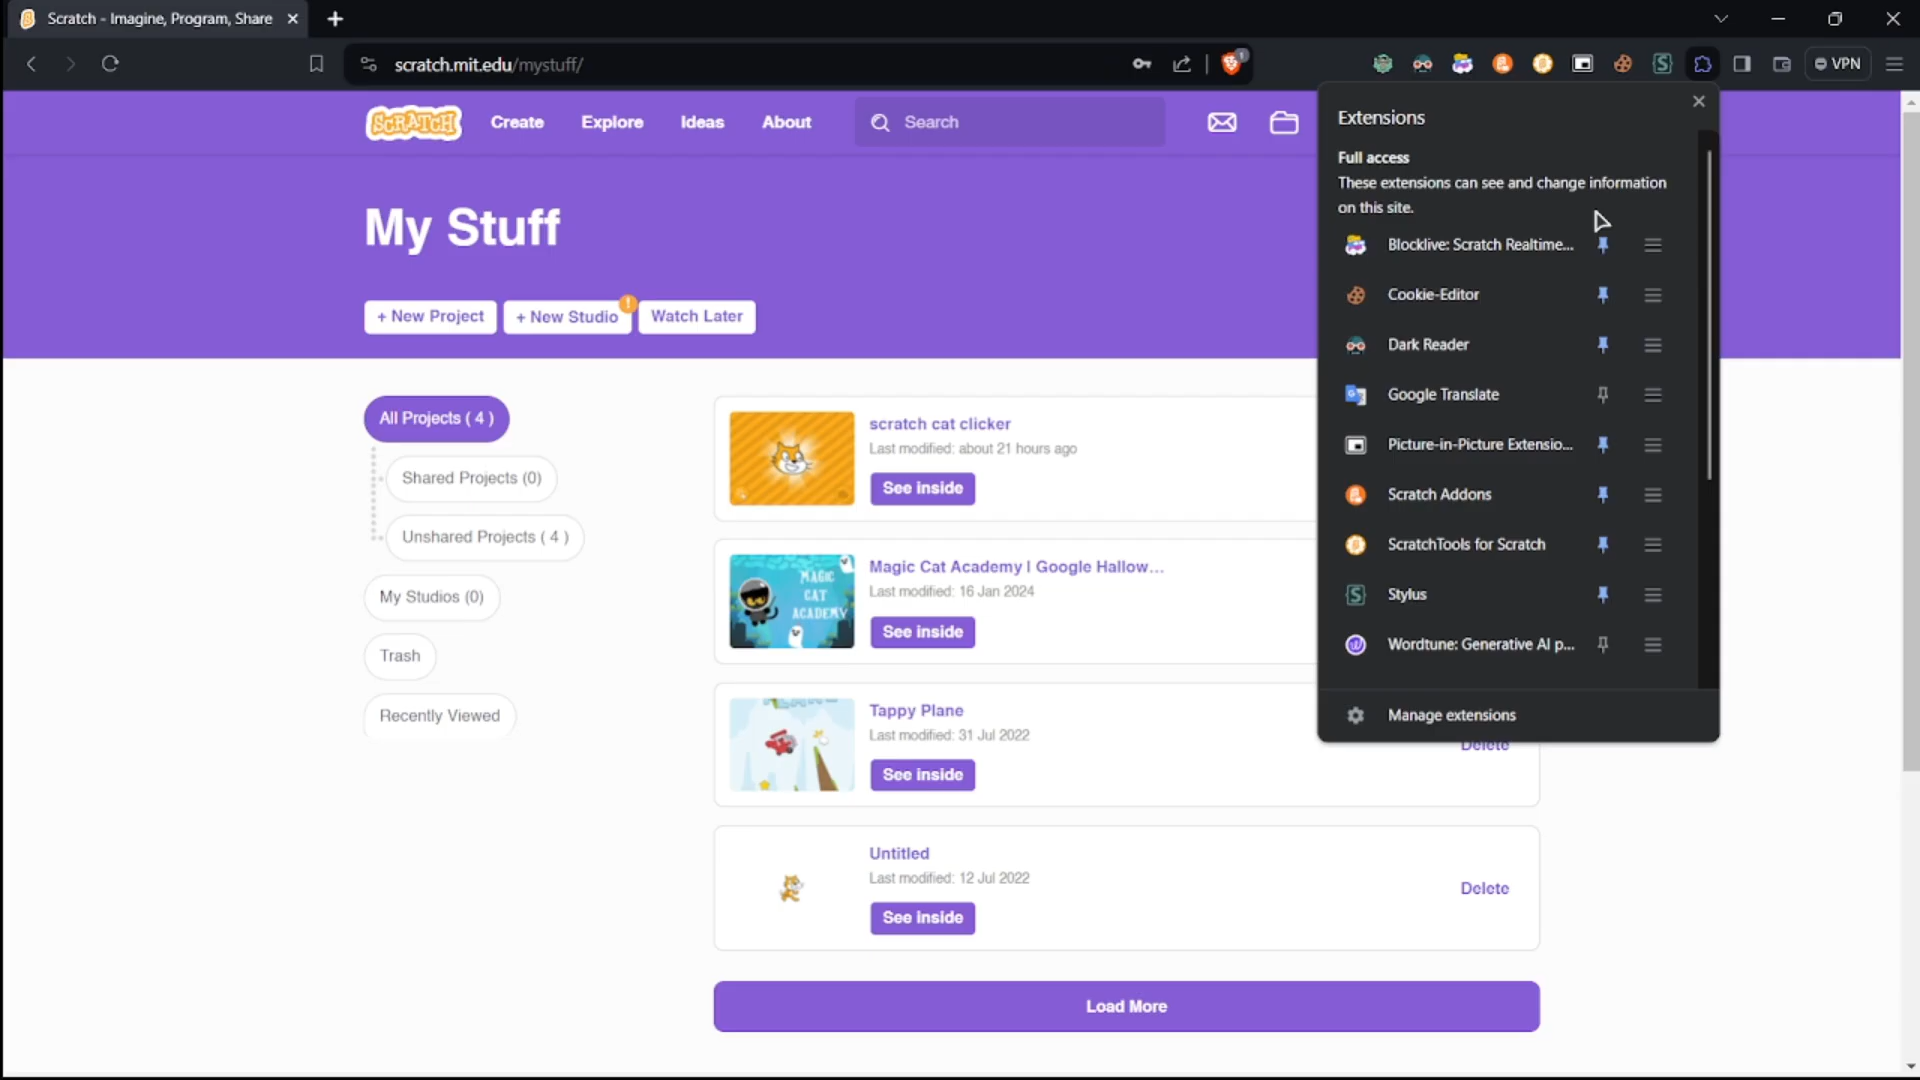 Scratch - Imagine, Program, Share
scratch.mit.edu/mystuff/
1
VPN
SCRATCH
Create
Explore
Ideas
About
Search
My Stuff
+ New Project
+ New Studio
!
Watch Later
All Projects ( 4 )
Shared Projects (0)
Unshared Projects ( 4 )
My Studios (0)
Trash
Recently Viewed
scratch cat clicker
Last modified: about 21 hours ago
See inside
MAGIC
CAT
ACADEMY
Magic Cat Academy I Google Hallow...
Last modified: 16 Jan 2024
See inside
Tappy Plane
Last modified: 31 Jul 2022
See inside
Delete
Untitled
Last modified: 12 Jul 2022
See inside
Delete
Load More
Extensions
Full access
These extensions can see and change information
on this site.
Blocklive: Scratch Realtime...
Cookie-Editor
Dark Reader
Google Translate
Picture-in-Picture Extensio...
Scratch Addons
ScratchTools for Scratch
Stylus
Wordtune: Generative AI p...
Manage extensions